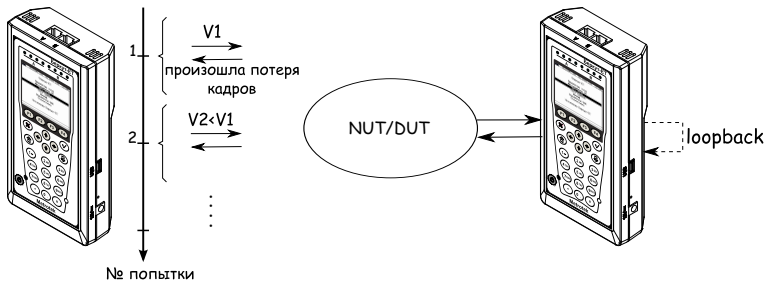 1
V1
произошла потеря
кадров
2
V2<V1
№ попытки
NUT/DUT
loopback